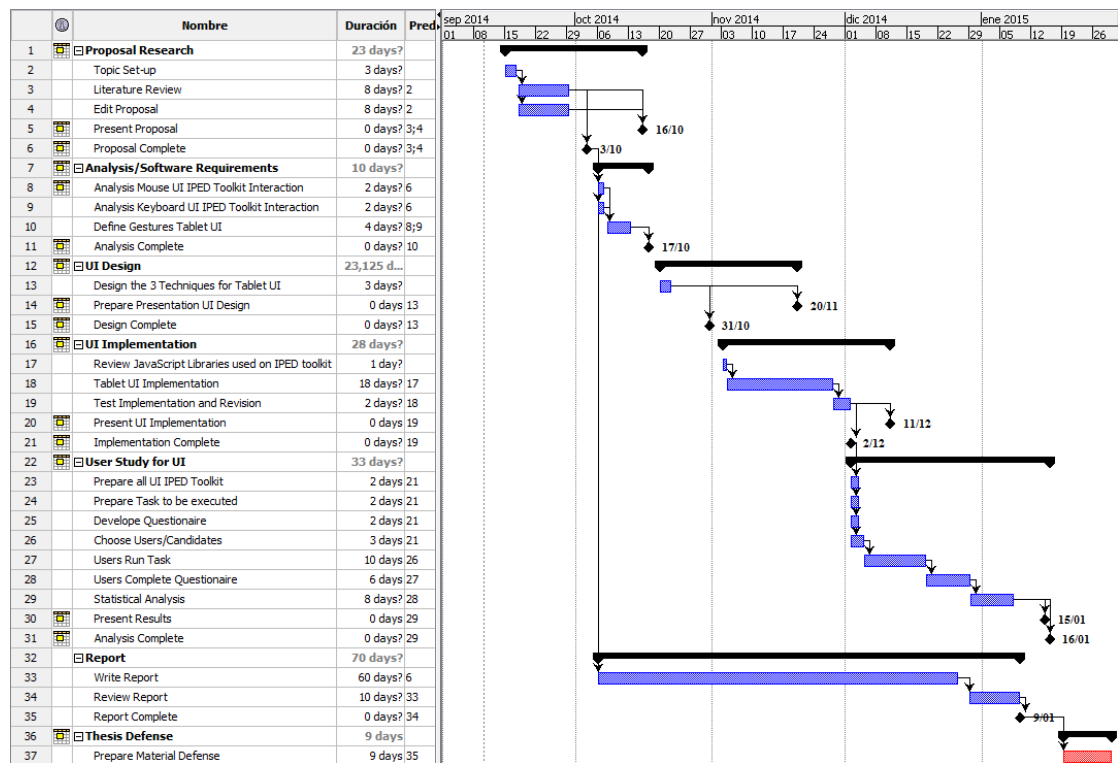 Nombre Duración Pred
sep 2014 oct 2014 nov 2014 dic 2014 ene 2015
01 08 15 22 29 06 13 20 27 03 10 17 24 01 08 15 22 29 05 12 19 26
1 Proposal Research 23 days?
2 Topic Set-up 3 days?
3 Literature Review 8 days? 2
4 Edit Proposal 8 days? 2
5 Present Proposal 0 days? 3;4 16/10
6 Proposal Complete 0 days? 3;4 3/10
7 Analysis/Software Requirements 10 days?
8 Analysis Mouse UI IPED Toolkit Interaction 2 days? 6
9 Analysis Keyboard UI IPED Toolkit Interaction 2 days? 6
10 Define Gestures Tablet UI 4 days? 8;9
11 Analysis Complete 0 days? 10 17/10
12 UI Design 23,125 d...
13 Design the 3 Techniques for Tablet UI 3 days?
14 Prepare Presentation UI Design 0 days 13 20/11
15 Design Complete 0 days? 13 31/10
16 UI Implementation 28 days?
17 Review JavaScript Libraries used on IPED toolkit 1 day?
18 Tablet UI Implementation 18 days? 17
19 Test Implementation and Revision 2 days? 18
20 Present UI Implementation 0 days 19 11/12
21 Implementation Complete 0 days? 19 2/12
22 User Study for UI 33 days?
23 Prepare all UI IPED Toolkit 2 days 21
24 Prepare Task to be executed 2 days 21
25 Develope Questionaire 2 days 21
26 Choose Users/Candidates 3 days 21
27 Users Run Task 10 days 26
28 Users Complete Questionaire 6 days 27
29 Statistical Analysis 8 days? 28
30 Present Results 0 days 29 15/01
31 Analysis Complete 0 days? 29 16/01
32 Report 70 days?
33 Write Report 60 days? 6
34 Review Report 10 days? 33
35 Report Complete 0 days? 34 9/01
36 Thesis Defense 9 days
37 Prepare Material Defense 9 days 35